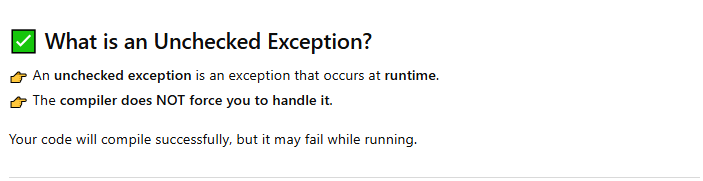 ✅ What is an Unchecked Exception?
👉 An unchecked exception is an exception that occurs at runtime.
👉 The compiler does NOT force you to handle it.
Your code will compile successfully, but it may fail while running.